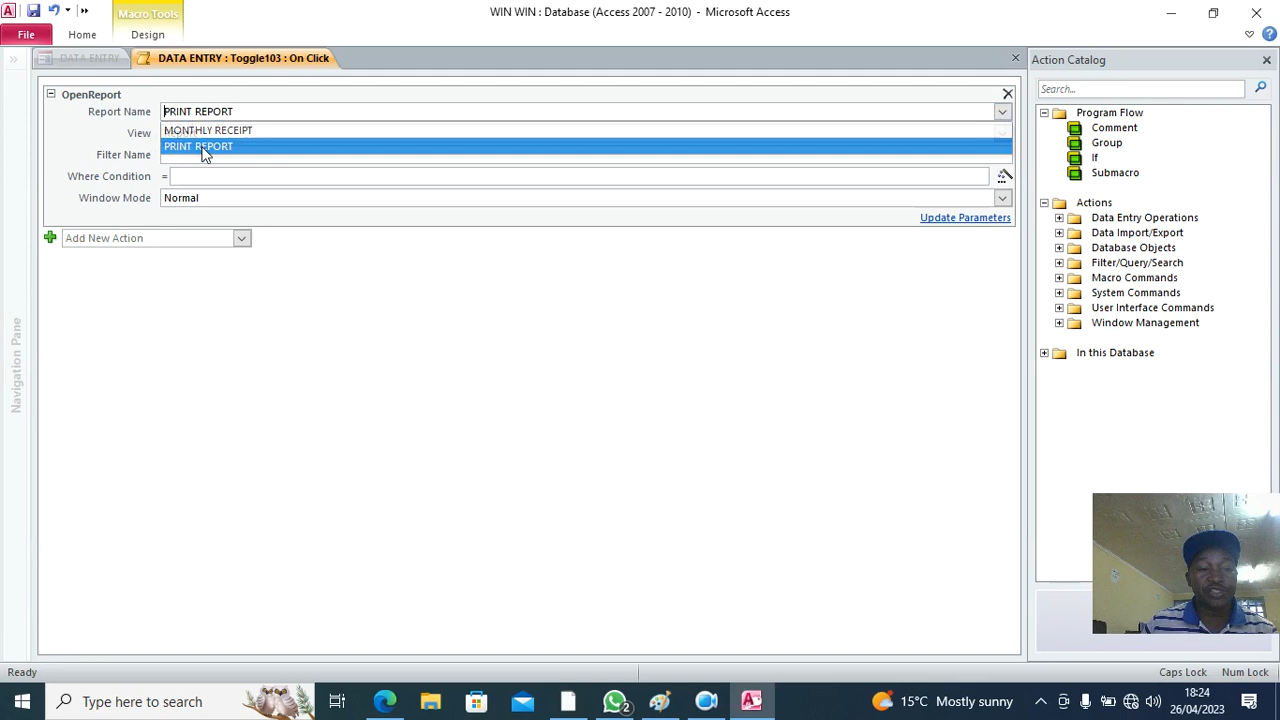 WIN WIN : Database (Access 2007 - 2010) - Microsoft Access
Macro Tools
File
Home
Design
DATA ENTRY
DATA ENTRY : Toggle103 : On Click
Action Catalog
OpenReport
Report Name PRINT REPORT
View
MONTHLY RECEIPT
PRINT REPORT
Filter Name
Where Condition =
Window Mode Normal
Update Parameters
Add New Action
Search...
Program Flow
Comment
Group
If
Submacro
Actions
Data Entry Operations
Data Import/Export
Database Objects
Filter/Query/Search
Macro Commands
System Commands
User Interface Commands
Window Management
In this Database
Navigation Pane
Ready
Caps Lock Num Lock
Type here to search
2
15°C Mostly sunny
18:24
26/04/2023